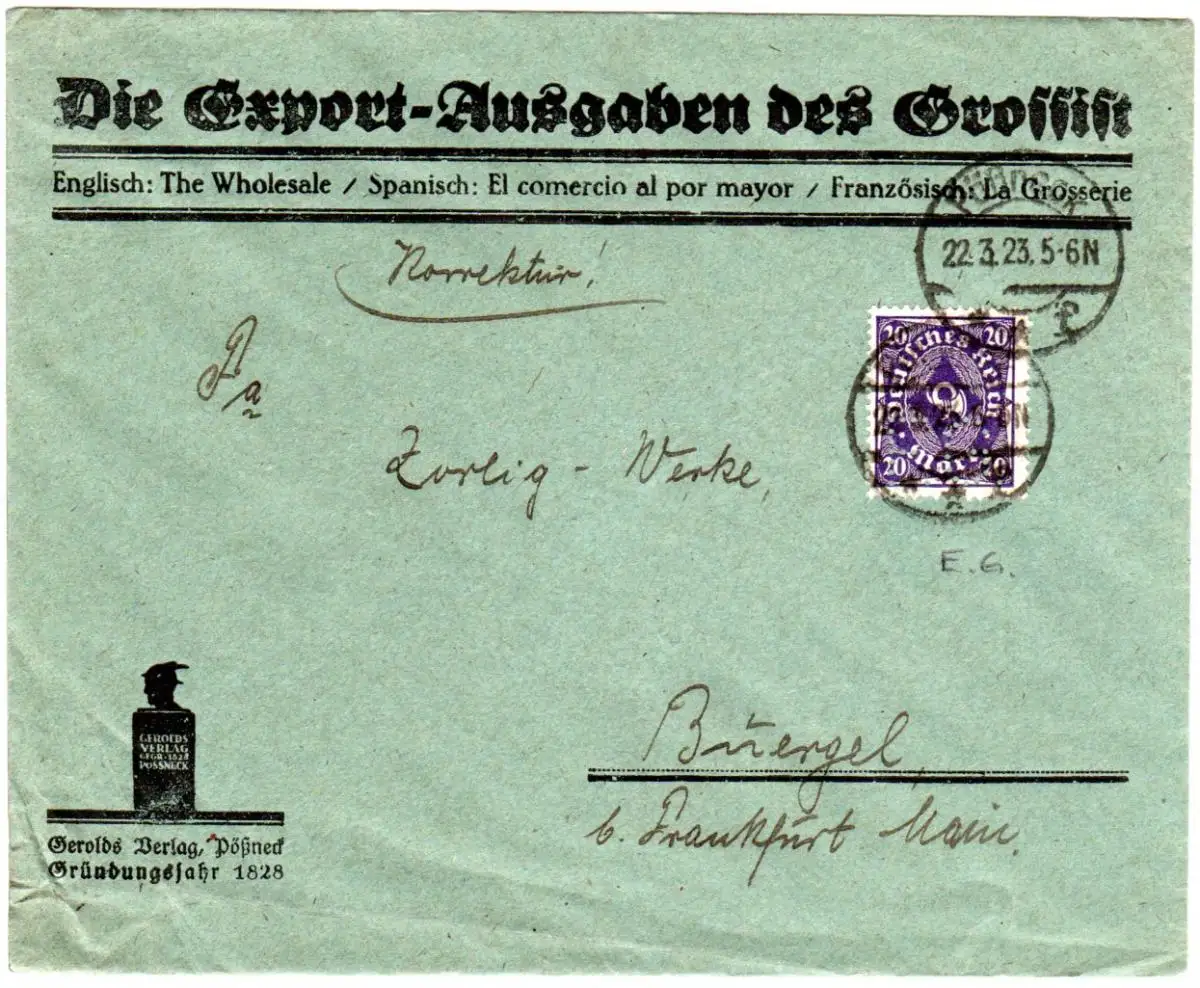 Die Export-Ausgaben des Grossist
Englisch: The Wholesale / Spanisch: El comercio al por mayor / Französisch: La Grosserie
Korrektur!
22.3.23.5-6N
Fa
20 20
Deutsches Reich
Mark
20 20
Werke,
E.G.
GEROLDS
VERLAG
GEGR·1828
PÖSSNECK
Buergel
b. Frankfurt Main.
Gerolds Verlag, Pößneck
Gründungsjahr 1828